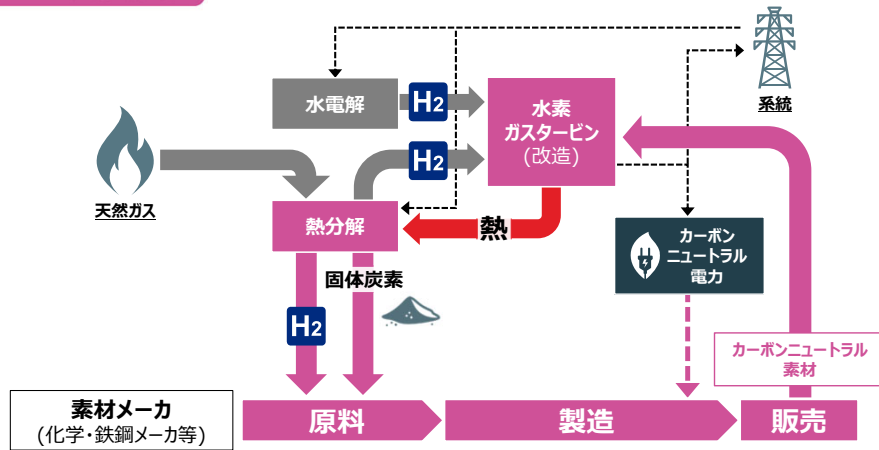 系統
水電解
H2
水素
ガスタービン
(改造)
H2
天然ガス
熱分解
熱
カーボン
ニュートラル
電力
固体炭素
H2
カーボンニュートラル
素材
素材メーカ
(化学・鉄鋼メーカ等)
原料
製造
販売